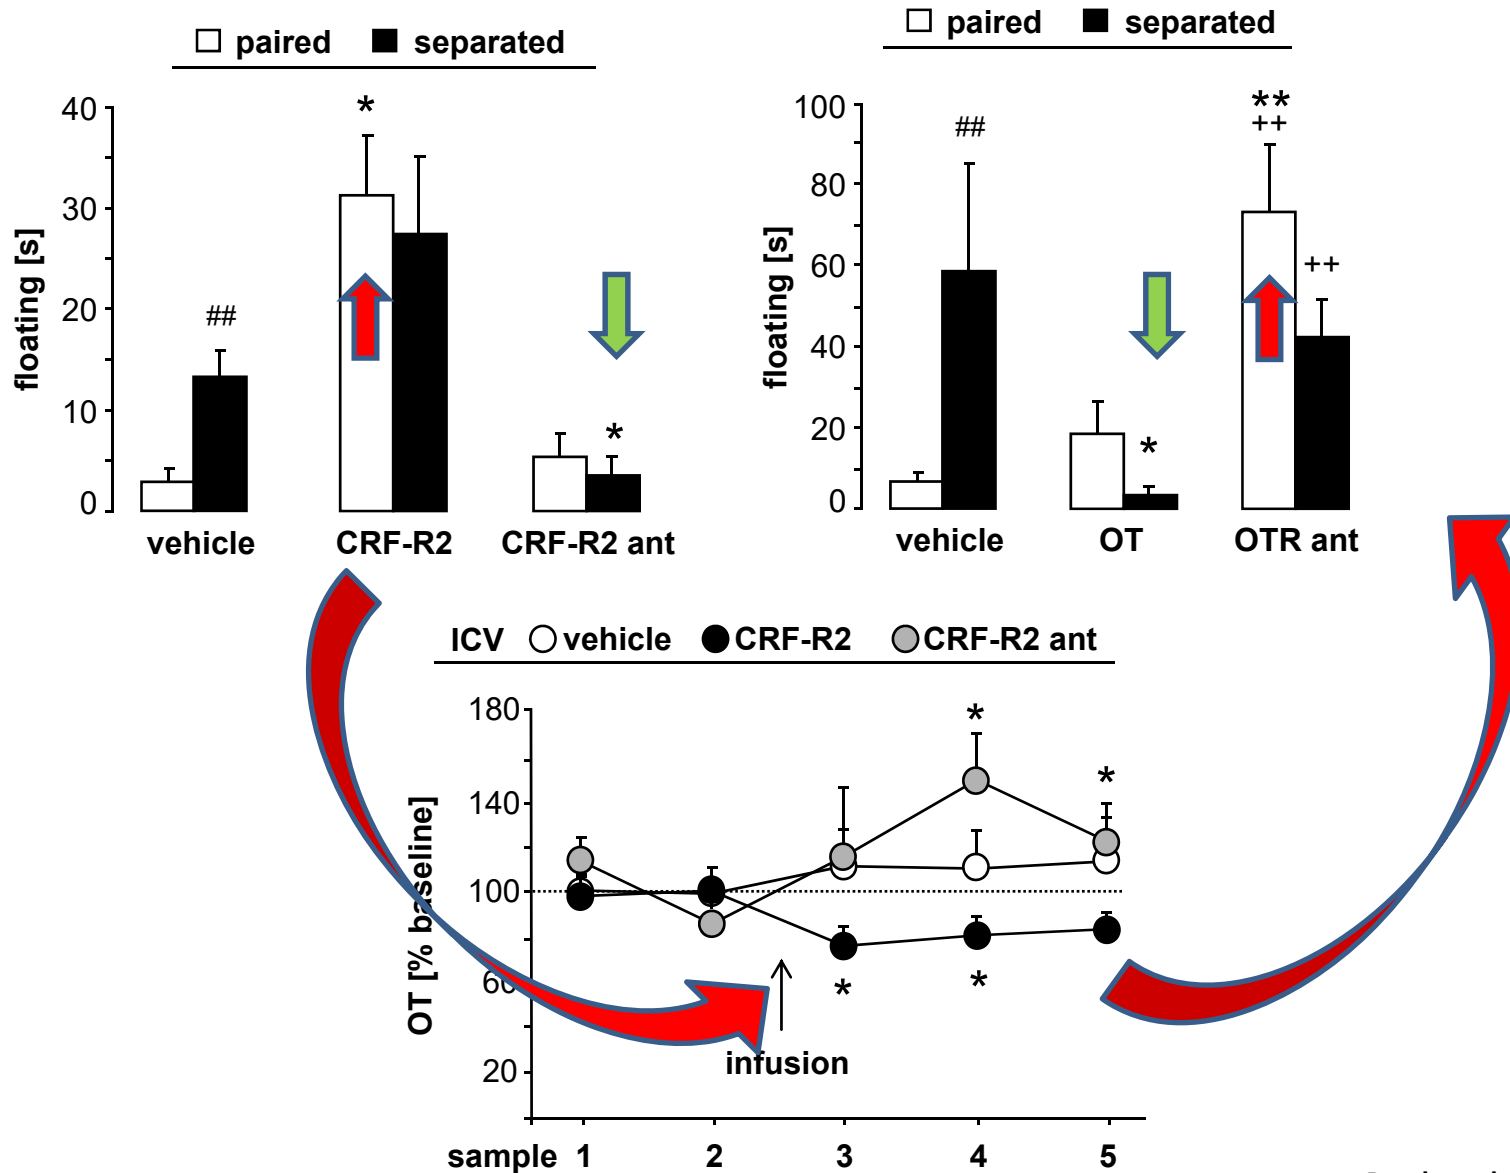 paired separated
40
30
20
10
0
floating [s]
##
*
*
vehicle CRF-R2 CRF-R2 ant
paired separated
100
80
60
40
20
0
floating [s]
##
*
**
++
++
vehicle OT OTR ant
ICV vehicle CRF-R2 CRF-R2 ant
180
140
100
60
20
OT [% baseline]
*
*
*
*
infusion
sample 1 2 3 4 5